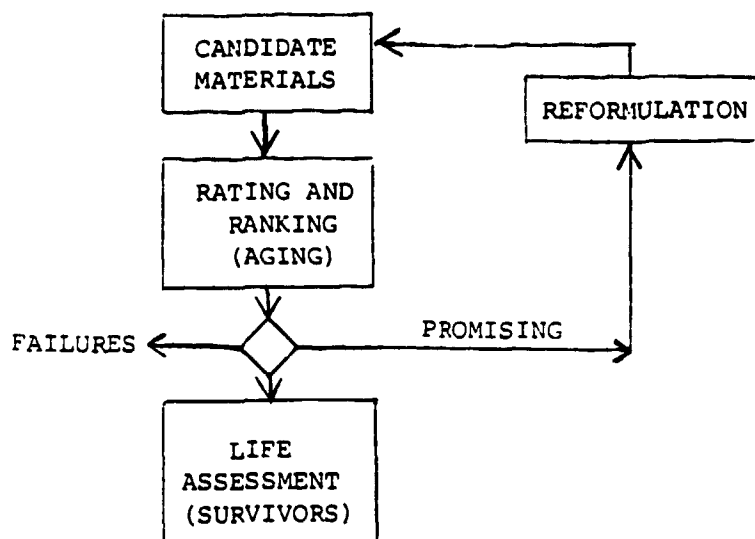 CANDIDATE
MATERIALS
REFORMULATION
RATING AND
RANKING
(AGING)
FAILURES
PROMISING
LIFE
ASSESSMENT
(SURVIVORS)